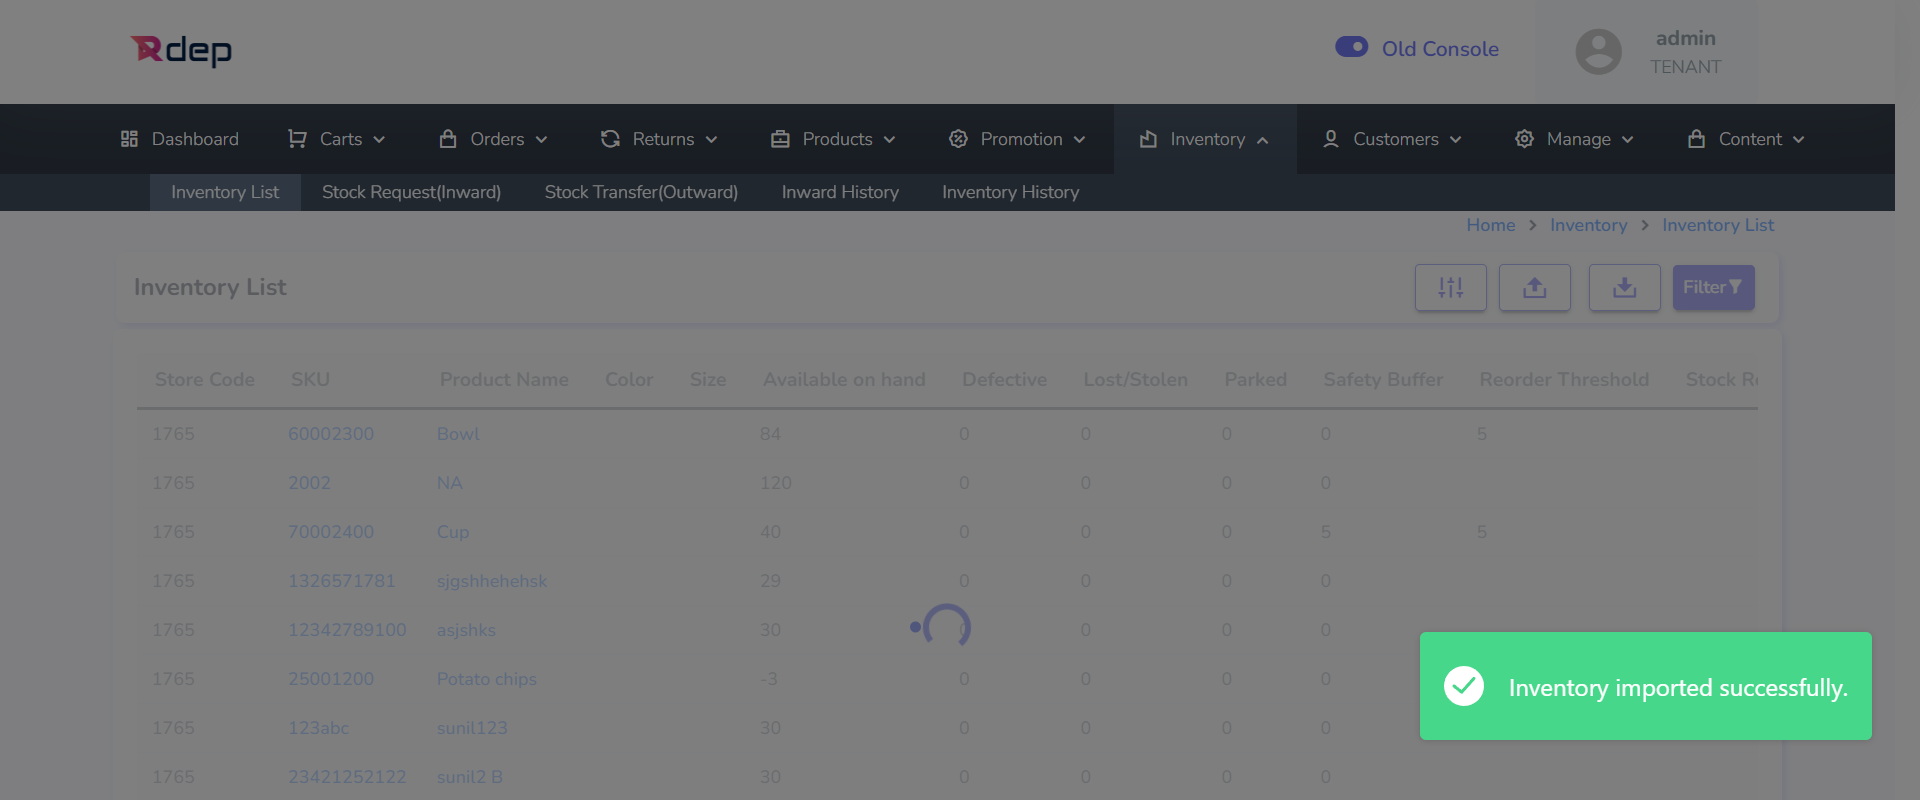 Rdep
Old Console
admin
TENANT
Dashboard Carts Orders Returns Products Promotion Inventory Customers Manage Content
Inventory List Stock Request(Inward) Stock Transfer(Outward) Inward History Inventory History
Home > Inventory > Inventory List
Inventory List
Filter
Store Code SKU Product Name Color Size Available on hand Defective Lost/Stolen Parked Safety Buffer Reorder Threshold Stock
1765 60002300 Bowl 84 0 0 0 0 5
1765 2002 NA 120 0 0 0 0
1765 70002400 Cup 40 0 0 0 5 5
1765 1326571781 sjgshhehehsk 29 0 0 0 0
1765 12342789100 asjshks 30 0 0 0 0
1765 25001200 Potato chips -3 0 0 0 0
1765 123abc sunil123 30 0 0 0 0
1765 23421252122 sunil2 B 30 0 0 0 0
Inventory imported successfully.